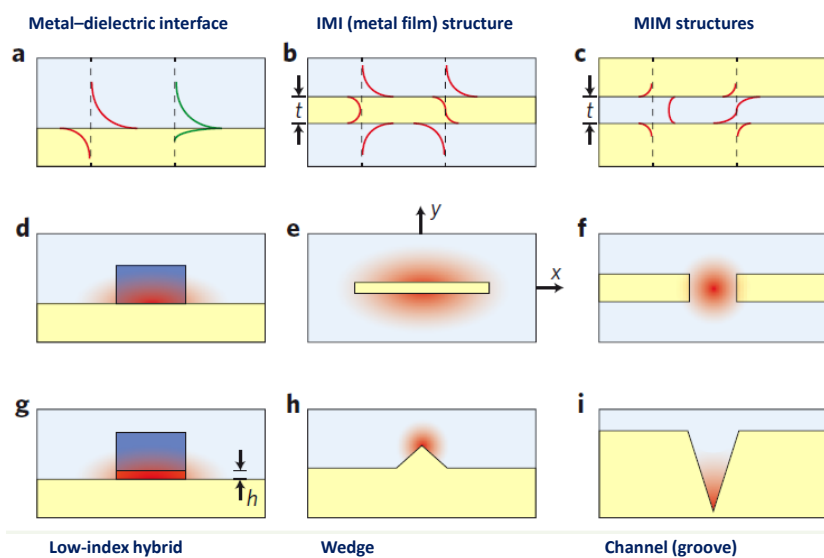 Metal–dielectric interface
IMI (metal film) structure
MIM structures
a
b
c
t
t
d
e
f
y
x
g
h
i
h
Low-index hybrid
Wedge
Channel (groove)